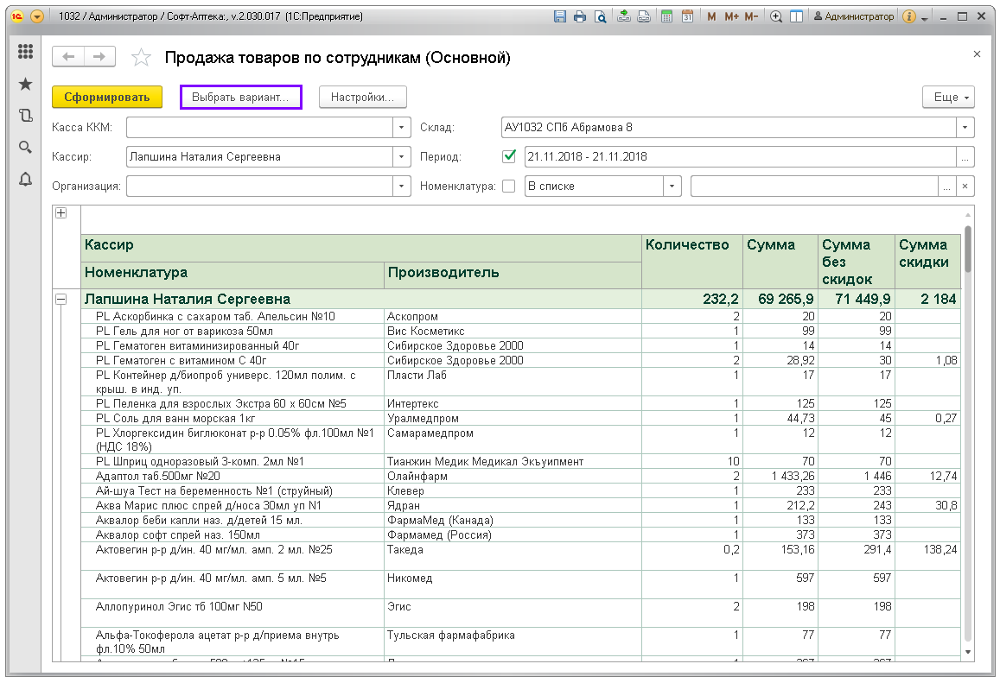 1032 / Администратор / Софт-Аптека:, v.2.030.017 (1С:Предприятие)
M M+ M- Администратор
Продажа товаров по сотрудникам (Основной)
Сформировать Выбрать вариант... Настройки... Еще
Касса ККМ: Склад: АУ1032 СПб Абрамова 8
Кассир: Лапшина Наталия Сергеевна Период: 21.11.2018 - 21.11.2018 ...
Организация: Номенклатура: В списке ... ×
Кассир Количество Сумма Сумма без скидок Сумма скидки
Номенклатура Производитель
Лапшина Наталия Сергеевна 232,2 69 265,9 71 449,9 2 184
PL Аскорбинка с сахаром таб. Апельсин №10 Аскопром 2 20 20
PL Гель для ног от варикоза 50мл Вис Косметикс 1 99 99
PL Гематоген витаминизированный 40г Сибирское Здоровье 2000 1 14 14
PL Гематоген с витамином С 40г Сибирское Здоровье 2000 2 28,92 30 1,08
PL Контейнер д/биопроб универс. 120мл полим. с Пласти Лаб 1 17 17
крыш. в инд. уп.
PL Пеленка для взрослых Экстра 60 х 60см №5 Интертекс 1 125 125
PL Соль для ванн морская 1кг Уралмедпром 1 44,73 45 0,27
PL Хлоргексидин биглюконат р-р 0.05% фл.100мл №1 Самарамедпром 1 12 12
(НДС 18%)
PL Шприц одноразовый 3-комп. 2мл №1 Тианжин Медик Медикал Экъуипмент 10 70 70
Адаптол таб.500мг №20 Олайнфарм 2 1 433,26 1 446 12,74
Ай-шуа Тест на беременность №1 (струйный) Клевер 1 233 233
Аква Марис плюс спрей д/носа 30мл уп N1 Ядран 1 212,2 243 30,8
Аквалор беби капли наз. д/детей 15 мл. ФармаМед (Канада) 1 133 133
Аквалор софт спрей наз. 150мл Фармамед (Россия) 1 373 373
Актовегин р-р д/ин. 40 мг/мл. амп. 2 мл. №25 Такеда 0,2 153,16 291,4 138,24
Актовегин р-р д/ин. 40 мг/мл. амп. 5 мл. №5 Никомед 1 597 597
Аллопуринол Эгис тб 100мг N50 Эгис 2 198 198
Альфа-Токоферола ацетат р-р д/приема внутрь Тульская фармафабрика 1 77 77
фл.10% 50мл